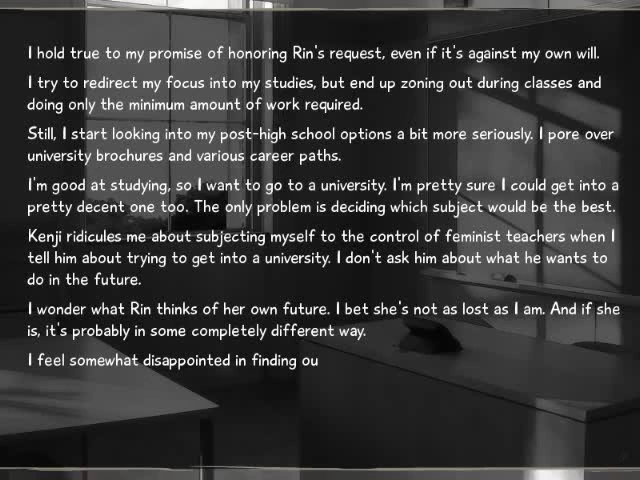 I hold true to my promise of honoring Rin's request, even if it's against my own will.
I try to redirect my focus into my studies, but end up zoning out during classes and
doing only the minimum amount of work required.
Still, I start looking into my post-high school options a bit more seriously. I pore over
university brochures and various career paths.
I'm good at studying, so I want to go to a university. I'm pretty sure I could get into a
pretty decent one too. The only problem is deciding which subject would be the best.
Kenji ridicules me about subjecting myself to the control of feminist teachers when I
tell him about trying to get into a university. I don't ask him about what he wants to
do in the future.
I wonder what Rin thinks of her own future. I bet she's not as lost as I am. And if she
is, it's probably in some completely different way.
I feel somewhat disappointed in finding ou